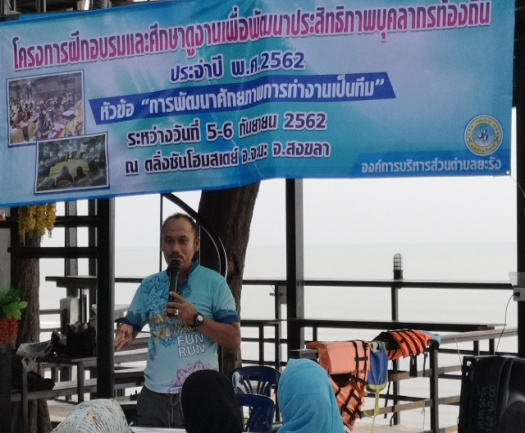 โครงการฝึกอบรมและศึกษาดูงานเพื่อพัฒนาประสิทธิภาพบุคลากรท้องถิ่น
ประจำปี พ.ศ.2562
หัวข้อ "การพัฒนาศักยภาพการทำงานเป็นทีม"
ระหว่างวันที่ 5-6 กันยายน 2562
ณ ตลิ่งชันโฮมสเตย์ อ.จะนะ จ.สงขลา
องค์การบริหารส่วนตำบลยะรัง
FUN
RUN